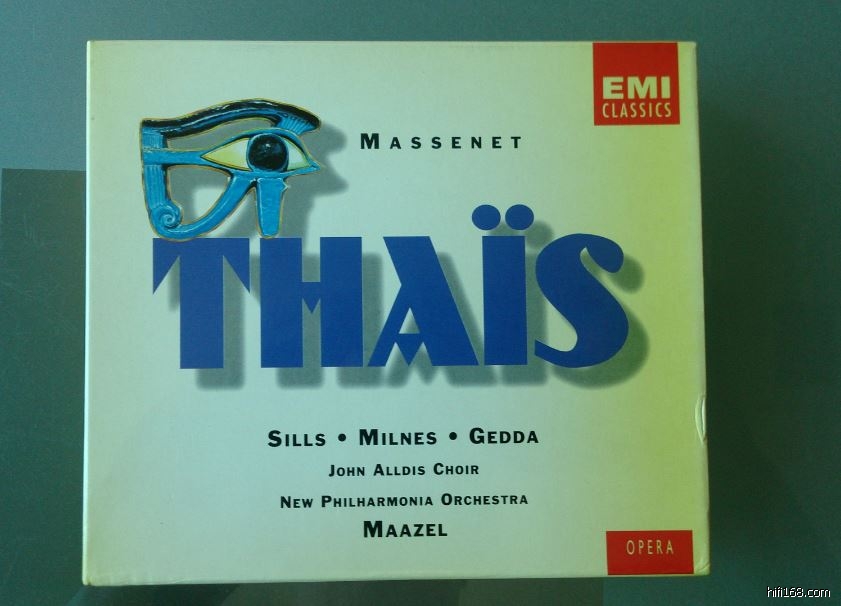 EMI
CLASSICS
MASSENET
THAÏS
SILLS • MILNES • GEDDA
JOHN ALLDIS CHOIR
NEW PHILHARMONIA ORCHESTRA
MAAZEL
OPERA
hifi168.com